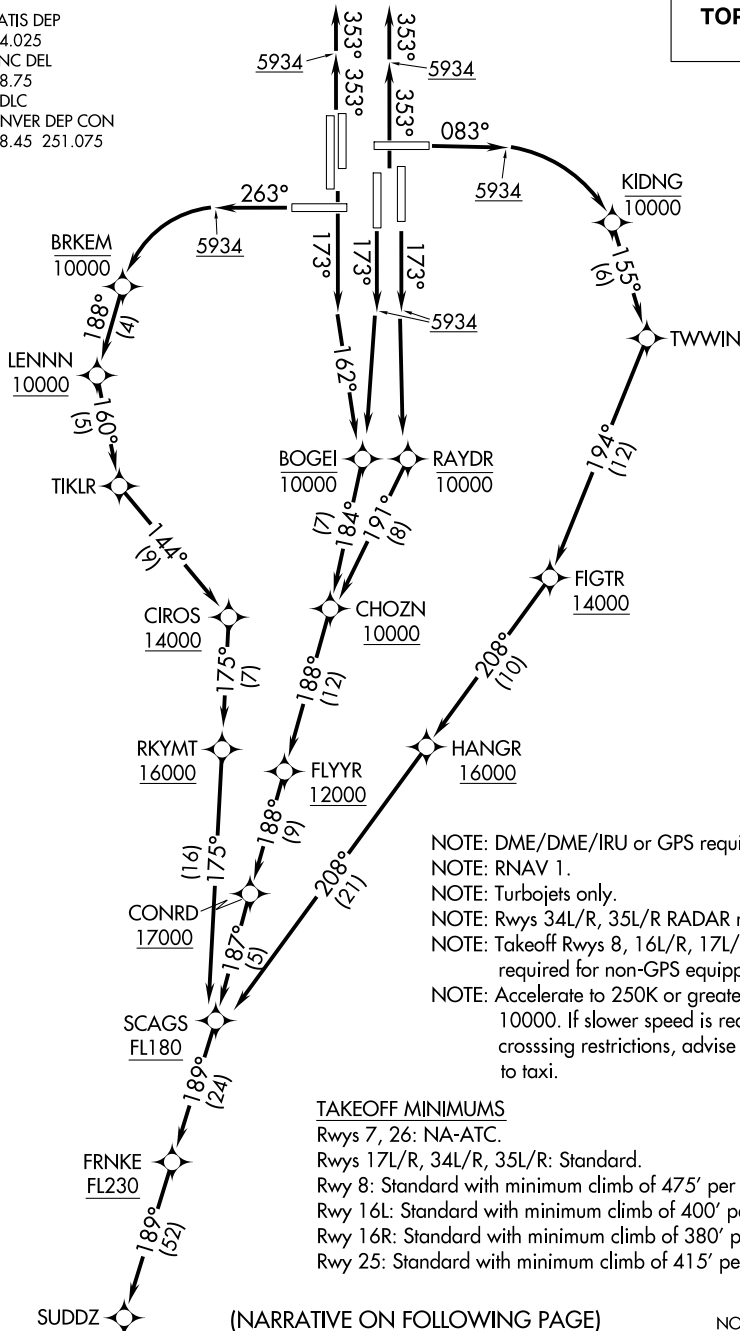 ATIS DEP
4.025
NC DEL
8.75
DLC
NVER DEP CON
8.45 251.075
TOP
353°
353°
5934
5934
353°
353°
083°
5934
KIDNG
10000
263°
5934
BRKEM
10000
173°
173°
173°
155°
(6)
188°
(4)
5934
TWWIN
LENNN
10000
162°
160°
(5)
194°
(12)
BOGEI
10000
RAYDR
10000
TIKLR
184°
(7)
191°
(8)
144°
(9)
FIGTR
14000
CIROS
14000
CHOZN
10000
175°
(7)
188°
(12)
208°
(10)
RKYMT
16000
HANGR
16000
FLYYR
12000
188°
(9)
175°
(16)
208°
(21)
NOTE: DME/DME/IRU or GPS requi
NOTE: RNAV 1.
NOTE: Turbojets only.
NOTE: Rwys 34L/R, 35L/R RADAR r
NOTE: Takeoff Rwys 8, 16L/R, 17L/
required for non-GPS equipp
NOTE: Accelerate to 250K or greate
10000. If slower speed is rec
crosssing restrictions, advise
to taxi.
CONRD
17000
187°
(5)
SCAGS
FL180
189°
(24)
TAKEOFF MINIMUMS
Rwys 7, 26: NA-ATC.
Rwys 17L/R, 34L/R, 35L/R: Standard.
Rwy 8: Standard with minimum climb of 475' per
Rwy 16L: Standard with minimum climb of 400' pe
Rwy 16R: Standard with minimum climb of 380' p
Rwy 25: Standard with minimum climb of 415' pe
FRNKE
FL230
189°
(52)
SUDDZ
(NARRATIVE ON FOLLOWING PAGE)
NO